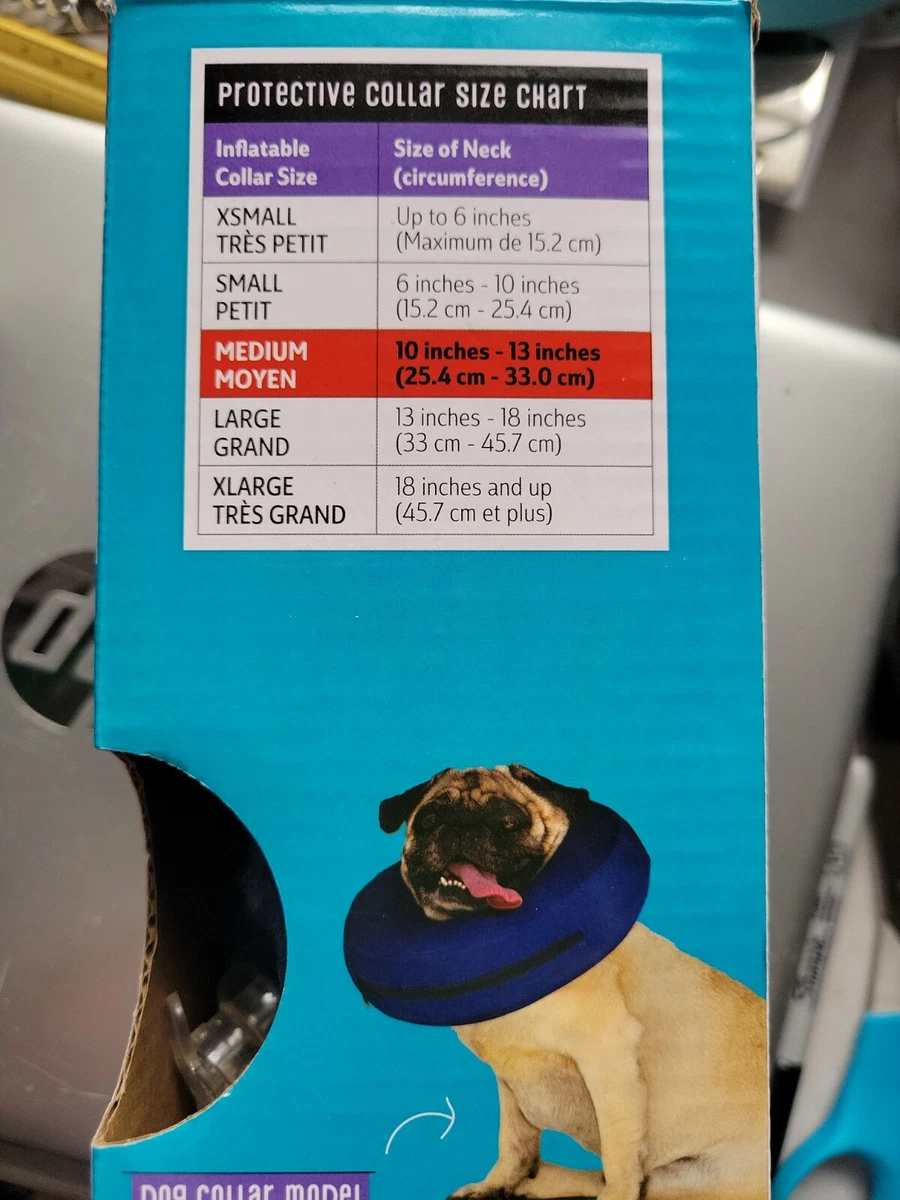 PROTECTIVE COLLAR SIZE CHART
Inflatable
Collar Size
Size of Neck
(circumference)
XSMALL
TRÈS PETIT
Up to 6 inches
(Maximum de 15.2 cm)
SMALL
PETIT
6 inches - 10 inches
(15.2 cm - 25.4 cm)
MEDIUM
MOYEN
10 inches - 13 inches
(25.4 cm - 33.0 cm)
LARGE
GRAND
13 inches - 18 inches
(33 cm - 45.7 cm)
XLARGE
TRÈS GRAND
18 inches and up
(45.7 cm et plus)
DOG COLLAR MODEL